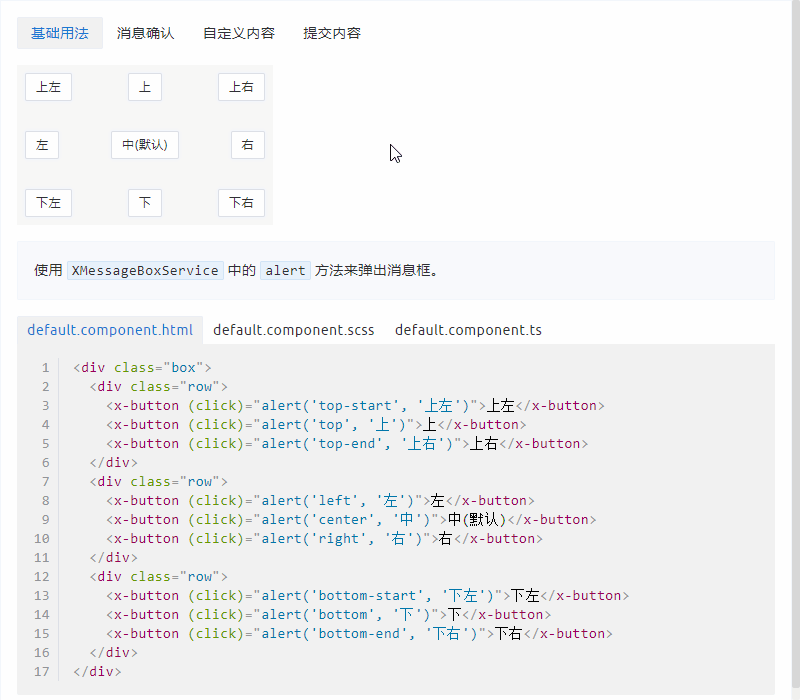 基础用法 消息确认 自定义内容 提交内容
上左 上 上右
左 中(默认) 右
下左 下 下右
使用 XMessageBoxService 中的 alert 方法来弹出消息框。
default.component.html default.component.scss default.component.ts
1 <div class="box">
2 <div class="row">
3 <x-button (click)="alert('top-start', '上左')">上左</x-button>
4 <x-button (click)="alert('top', '上')">上</x-button>
5 <x-button (click)="alert('top-end', '上右')">上右</x-button>
6 </div>
7 <div class="row">
8 <x-button (click)="alert('left', '左')">左</x-button>
9 <x-button (click)="alert('center', '中')">中(默认)</x-button>
10 <x-button (click)="alert('right', '右')">右</x-button>
11 </div>
12 <div class="row">
13 <x-button (click)="alert('bottom-start', '下左')">下左</x-button>
14 <x-button (click)="alert('bottom', '下')">下</x-button>
15 <x-button (click)="alert('bottom-end', '下右')">下右</x-button>
16 </div>
17 </div>